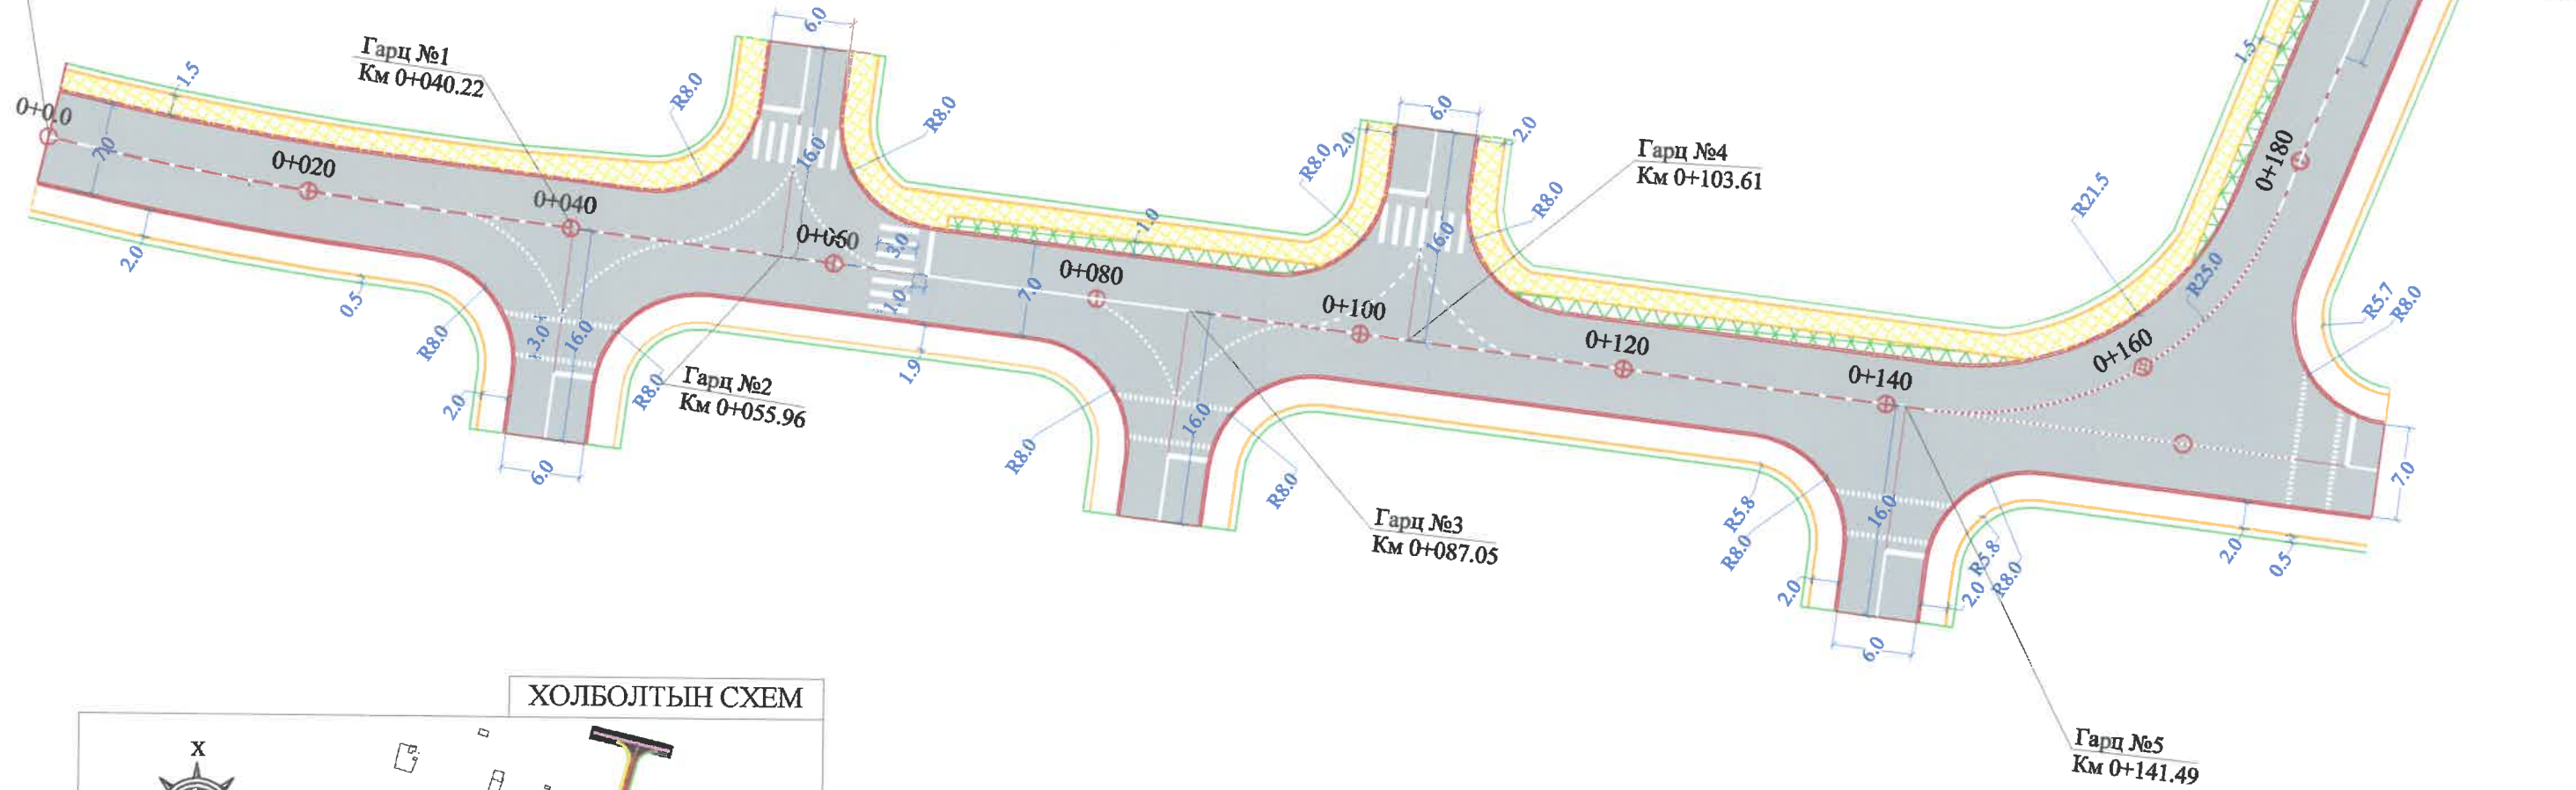 6.0
Гарц №1
Км 0+040.22
1.5
R8.0
R8.0
6.0
2.0
2.0
1.5
0+0.0
7.0
0+020
16.0
R8.0
Гарц №4
Км 0+103.61
0+180
0+040
R8.0
R21.5
0+060
3.0
1.0
16.0
2.0
0.5
1.0
7.0
0+080
0+100
R25.0
R5.7
R8.0
R8.0
3.0
16.0
0+120
0+160
1.9
R8.0
Гарц №2
Км 0+055.96
0+140
2.0
16.0
6.0
R8.0
R8.0
7.0
Гарц №3
Км 0+087.05
R5.8
R8.0
16.0
2.0
R5.8
R8.0
2.0
2.0
0.5
6.0
ХОЛБОЛТЫН СХЕМ
Х
Гарц №5
Км 0+141.49